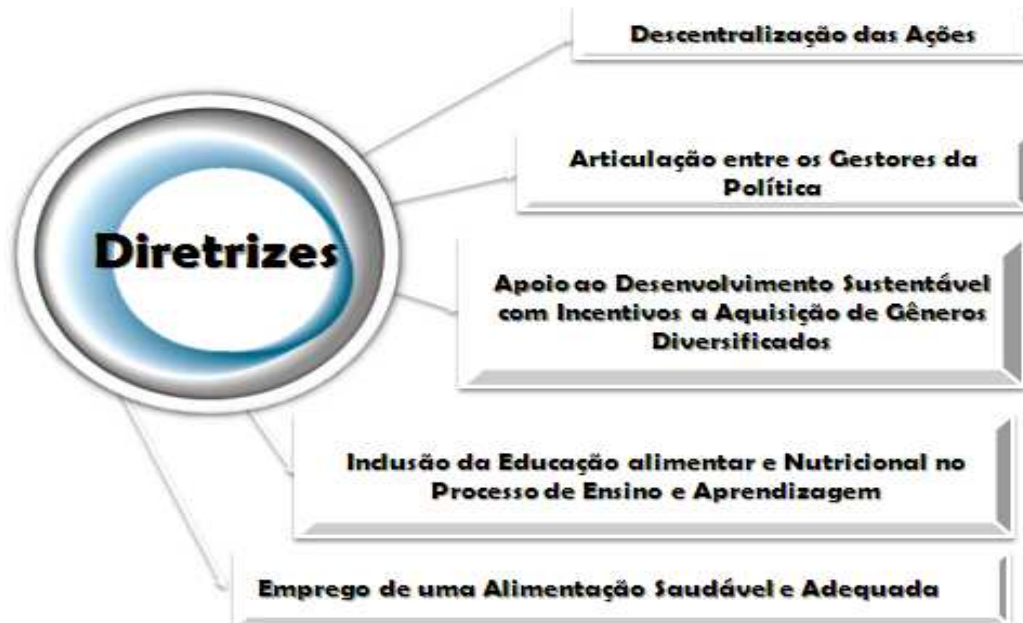 Diretrizes
Descentralização das Ações
Articulação entre os Gestores da
Política
Apoio ao Desenvolvimento Sustentável
com Incentivos a Aquisição de Gêneros
Diversificados
Inclusão da Educação alimentar e Nutricional no
Processo de Ensino e Aprendizagem
Emprego de uma Alimentação Saudável e Adequada